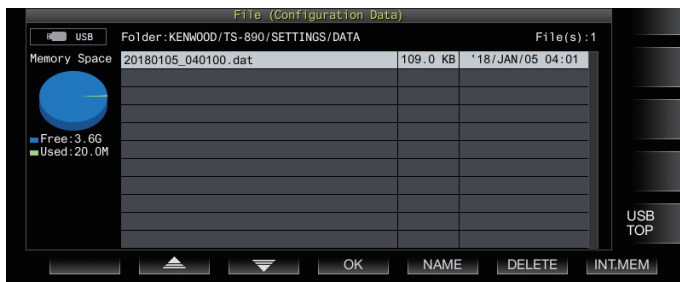 File (Configuration Data)
USB Folder:KENWOOD/TS-890/SETTINGS/DATA File(s):1
Memory Space 20180105_040100.dat 109.0 KB '18/JAN/05 04:01
Free:3.6G
Used:20.0M
USB
TOP
OK NAME DELETE INT.MEM